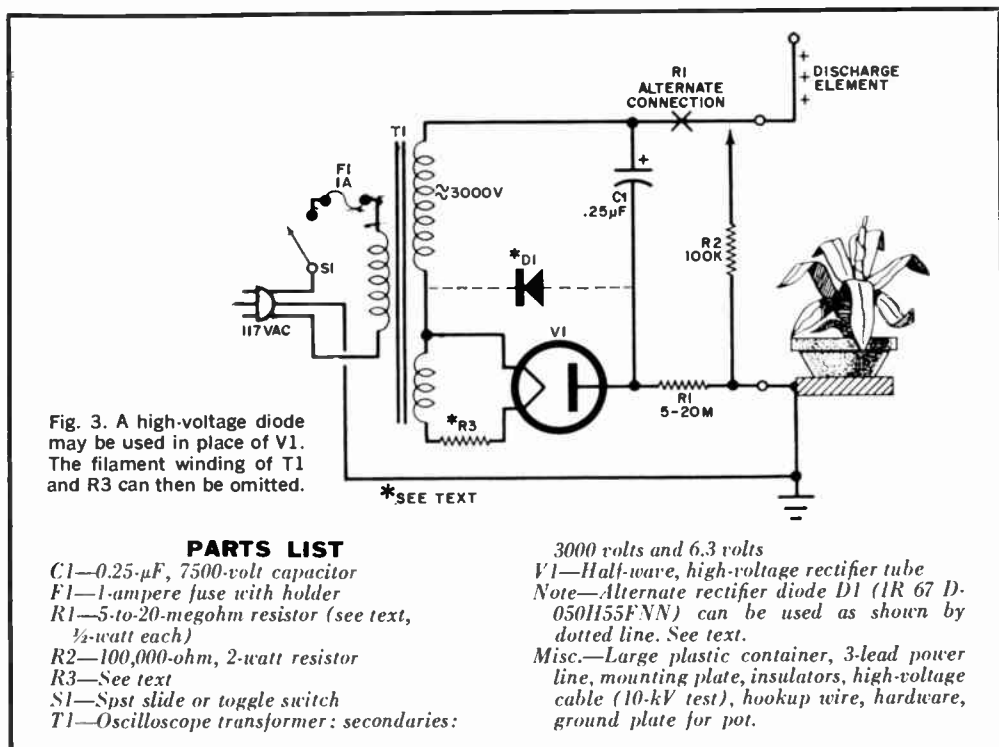 R1
ALTERNATE
CONNECTION
+
+
+
DISCHARGE
ELEMENT
T1
F1
1A
≈3000V
+
C1
.25µF
R2
100K
S1
*D1
117VAC
V1
R1
5-20M
*R3
Fig. 3. A high-voltage diode
may be used in place of V1.
The filament winding of T1
and R3 can then be omitted.
*SEE TEXT
PARTS LIST
C1—0.25-µF, 7500-volt capacitor
F1—1-ampere fuse with holder
R1—5-to-20-megohm resistor (see text,
½-watt each)
R2—100,000-ohm, 2-watt resistor
R3—See text
S1—Spst slide or toggle switch
T1—Oscilloscope transformer: secondaries:
3000 volts and 6.3 volts
V1—Half-wave, high-voltage rectifier tube
Note—Alternate rectifier diode D1 (IR 67 D-
050H55FNN) can be used as shown by
dotted line. See text.
Misc.—Large plastic container, 3-lead power
line, mounting plate, insulators, high-voltage
cable (10-kV test), hookup wire, hardware,
ground plate for pot.